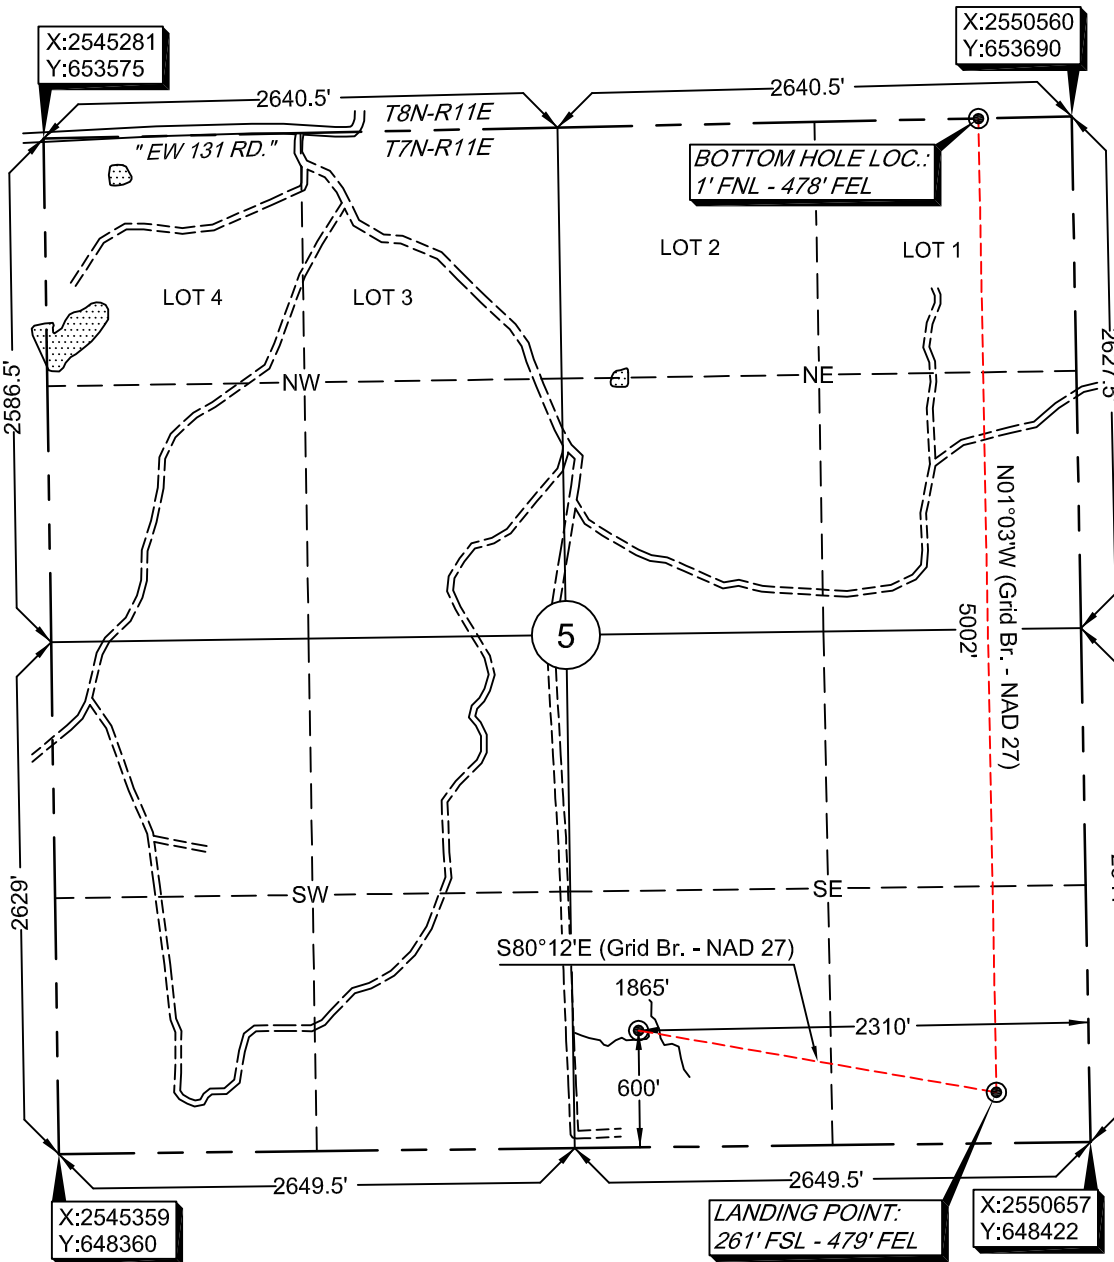 X:2545281
Y:653575
X:2550560
Y:653690
2640.5'
2640.5'
T8N-R11E
T7N-R11E
" EW 131 RD."
BOTTOM HOLE LOC.:
1' FNL - 478' FEL
LOT 2
LOT 1
LOT 4
LOT 3
2586.5'
2627.5'
NW
NE
N01°03'W (Grid Br. - NAD 27)
5002'
5
2629'
SW
SE
S80°12'E (Grid Br. - NAD 27)
1865'
2310'
600'
2649.5'
2649.5'
X:2545359
Y:648360
LANDING POINT:
261' FSL - 479' FEL
X:2550657
Y:648422